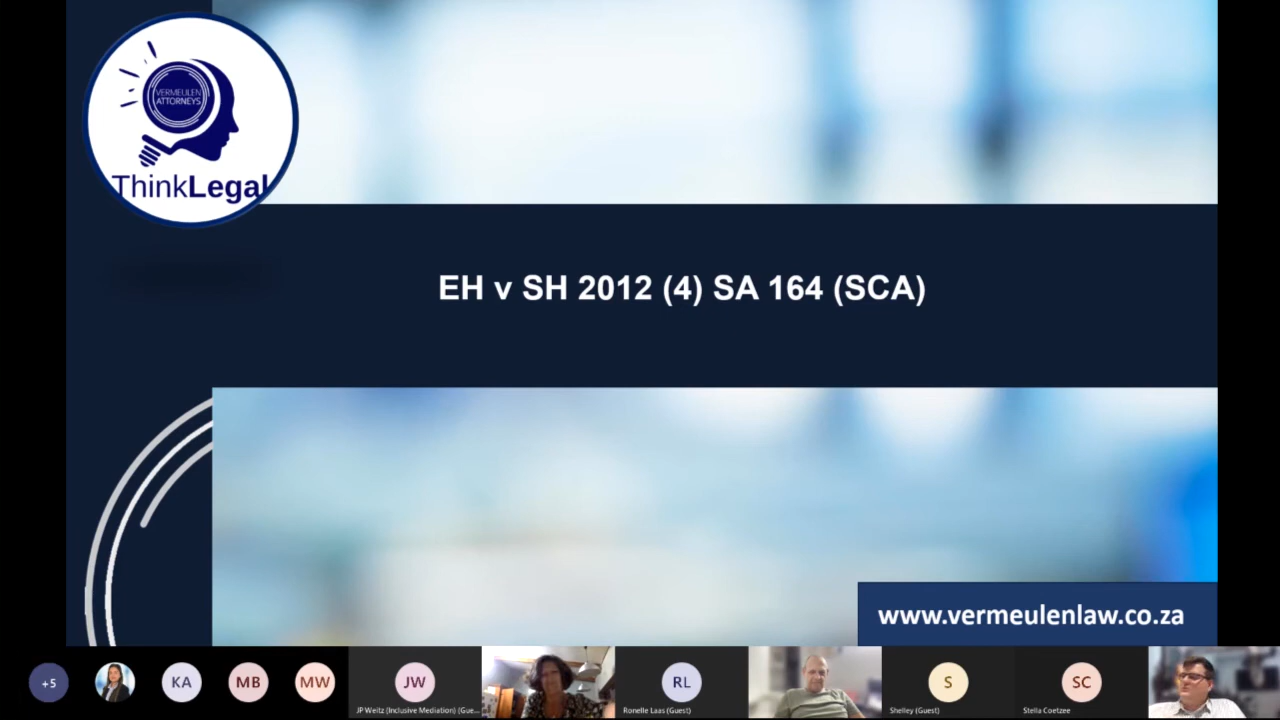 VERMEULEN
ATTORNEYS
ThinkLegal
EH v SH 2012 (4) SA 164 (SCA)
www.vermeulenlaw.co.za
+5
KA
MB
MW
JW
JP Weitz (Inclusive Mediation) (Gue...
RL
Ronelle Laas (Guest)
S
Shelley (Guest)
SC
Stella Coetzee